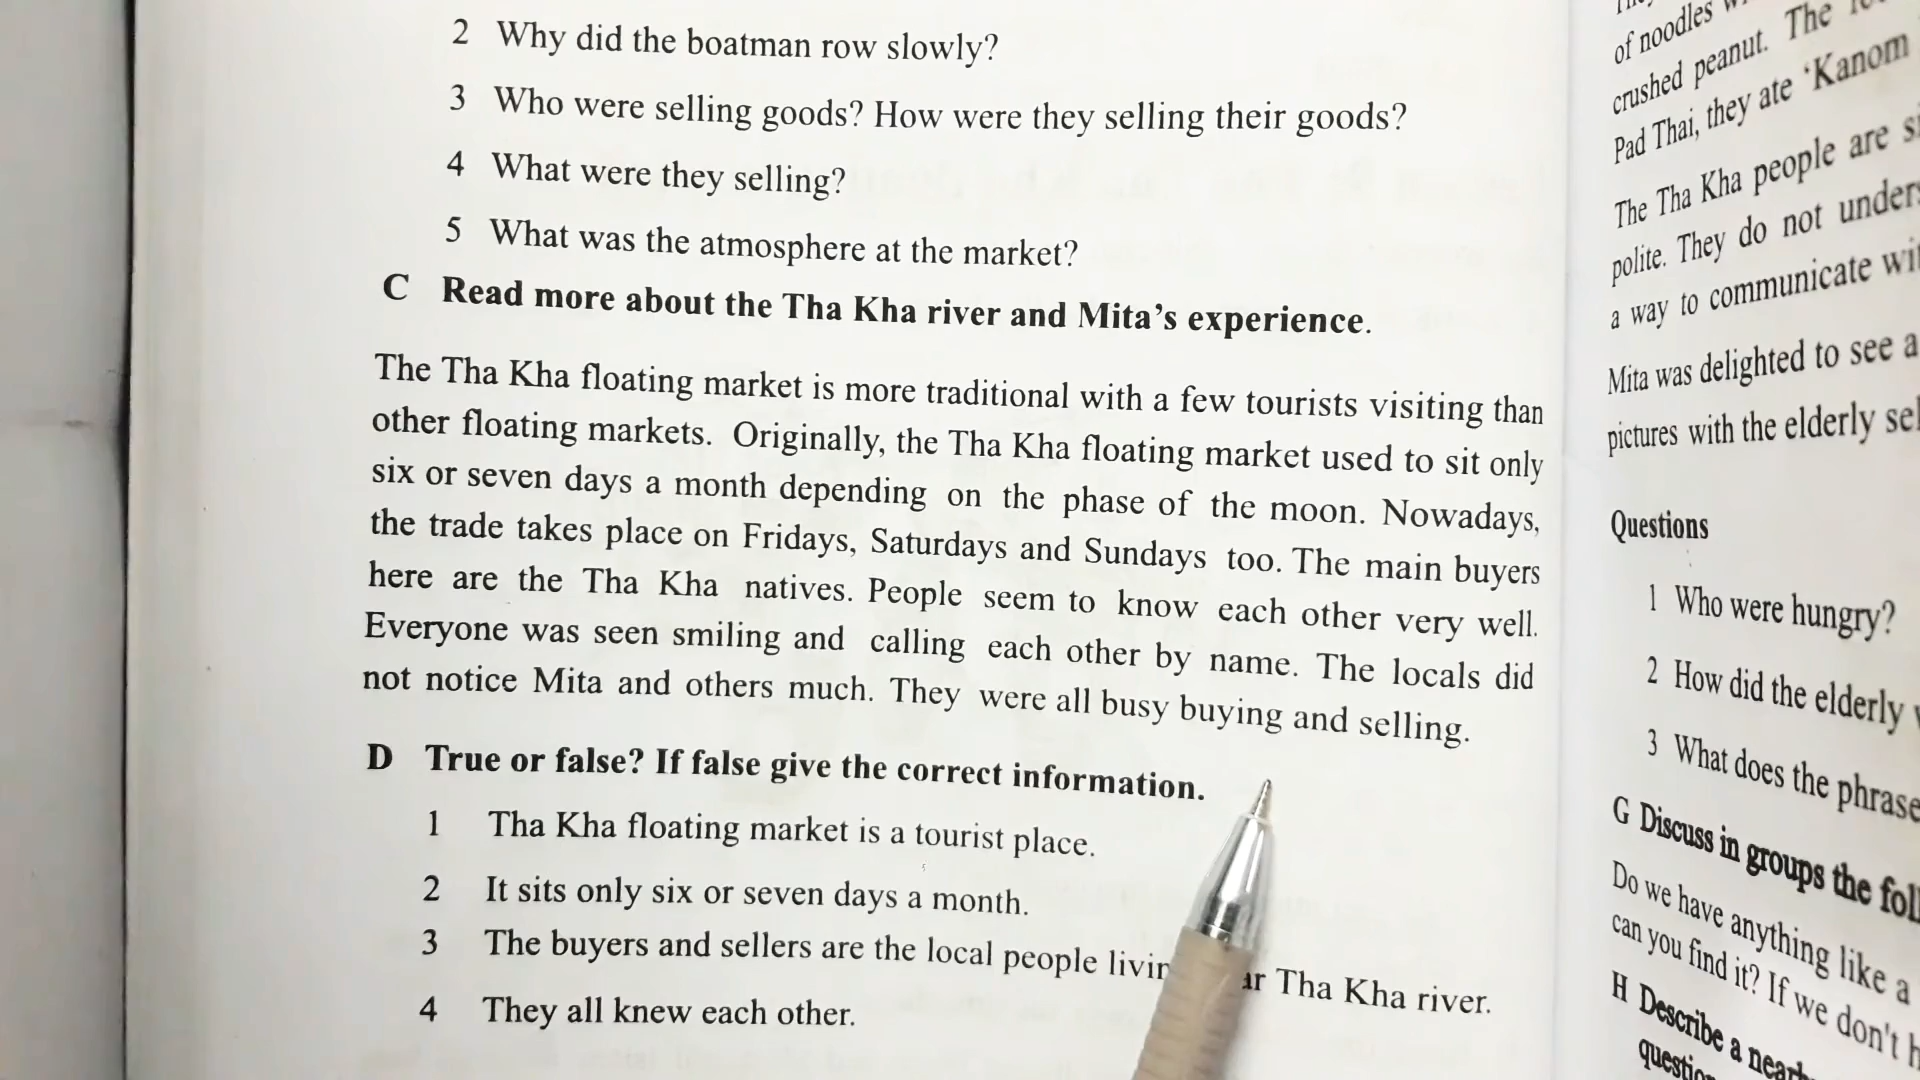 2 Why did the boatman row slowly?
3 Who were selling goods? How were they selling their goods?
4 What were they selling?
5 What was the atmosphere at the market?
C Read more about the Tha Kha river and Mita's experience.
The Tha Kha floating market is more traditional with a few tourists visiting than
other floating markets. Originally, the Tha Kha floating market used to sit only
six or seven days a month depending on the phase of the moon. Nowadays,
the trade takes place on Fridays, Saturdays and Sundays too. The main buyers
here are the Tha Kha natives. People seem to know each other very well.
Everyone was seen smiling and calling each other by name. The locals did
not notice Mita and others much. They were all busy buying and selling.
D True or false? If false give the correct information.
1 Tha Kha floating market is a tourist place.
2 It sits only six or seven days a month.
3 The buyers and sellers are the local people Tha Kha river.
4 They all knew each other.
of noodles
crushed peanut. The
Pad Thai, they ate 'Kanom
The Tha Kha people are
polite. They do not
a way to communicate
Mita was delighted to see a
pictures with the elderly
Questions
1 Who were hungry?
2 How did the elderly
3 What does the phrase
G Discuss in groups the
Do we have anything like a
can you find it? If we don't
H Describe a